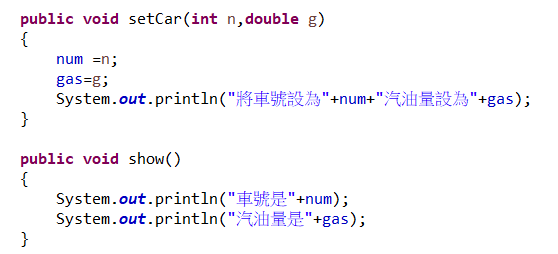 public void setCar(int n,double g)
{
    num =n;
    gas=g;
    System.out.println("將車號設為"+num+"汽油量設為"+gas);
}

public void show()
{
    System.out.println("車號是"+num);
    System.out.println("汽油量是"+gas);
}